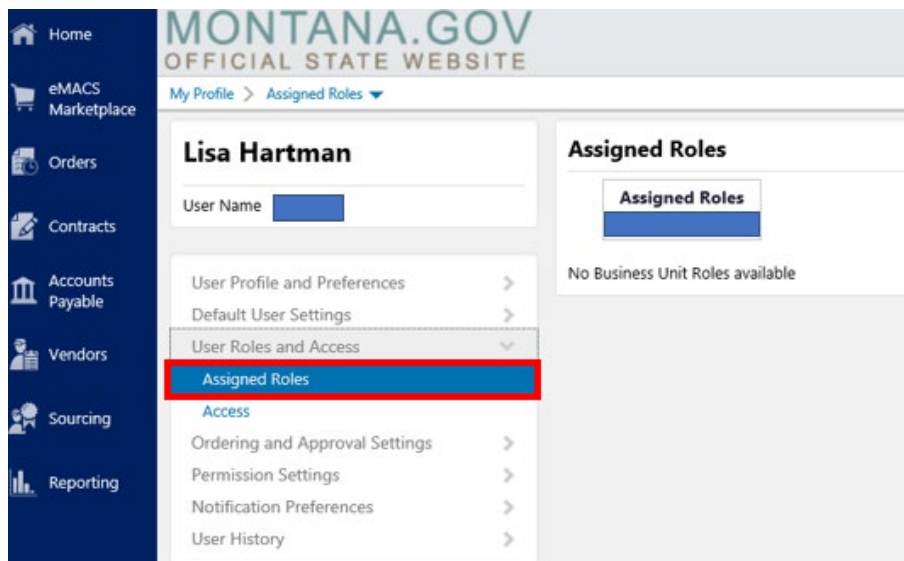 Home
eMACS
Marketplace
Orders
Contracts
Accounts
Payable
Vendors
Sourcing
Reporting
MONTANA.GOV
OFFICIAL STATE WEBSITE
My Profile > Assigned Roles
Lisa Hartman
User Name
User Profile and Preferences
Default User Settings
User Roles and Access
Assigned Roles
Access
Ordering and Approval Settings
Permission Settings
Notification Preferences
User History
Assigned Roles
Assigned Roles
No Business Unit Roles available